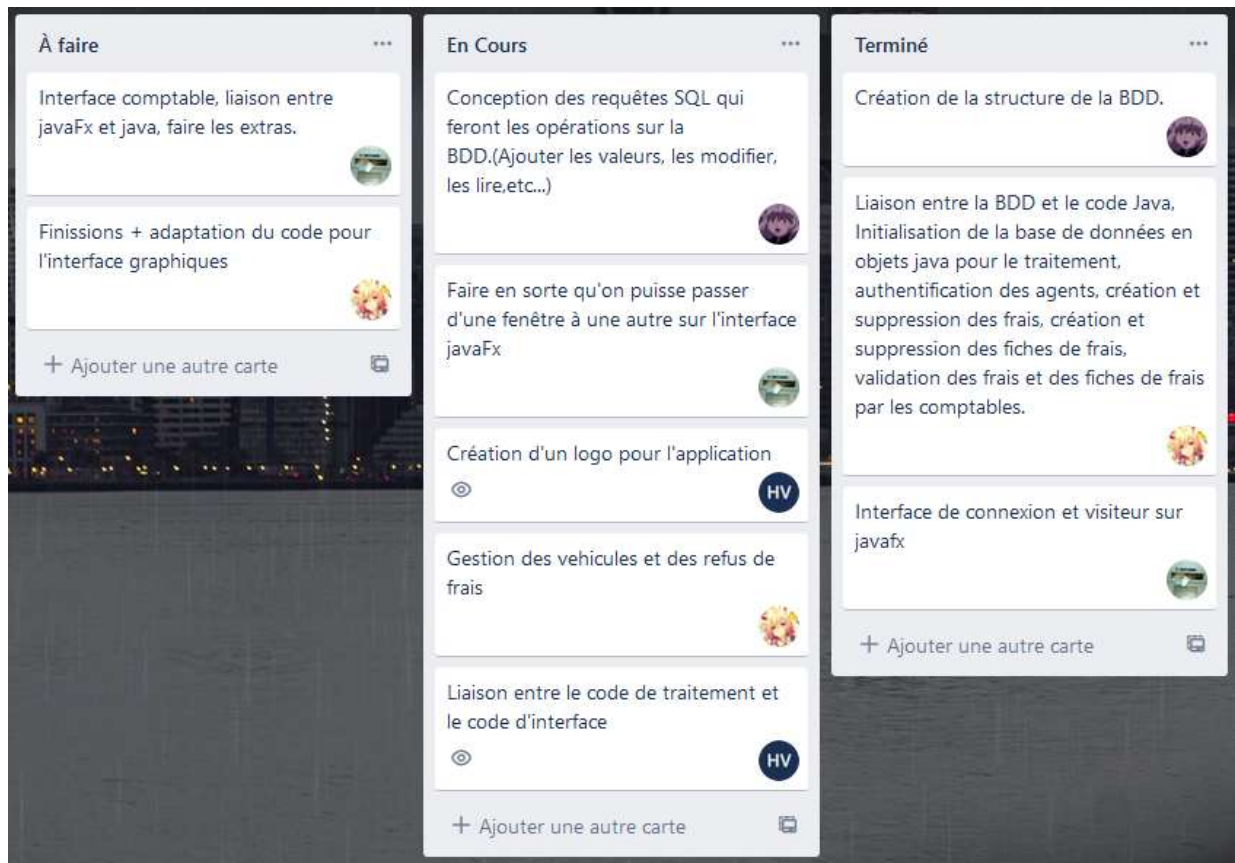 À faire
Interface comptable, liaison entre
javaFx et java, faire les extras.
Finissions + adaptation du code pour
l'interface graphiques
+ Ajouter une autre carte
En Cours
Conception des requêtes SQL qui
feront les opérations sur la
BDD.(Ajouter les valeurs, les modifier,
les lire,etc...)
Faire en sorte qu'on puisse passer
d'une fenêtre à une autre sur l'interface
javaFx
Création d'un logo pour l'application
HV
Gestion des vehicules et des refus de
frais
Liaison entre le code de traitement et
le code d'interface
HV
+ Ajouter une autre carte
Terminé
Création de la structure de la BDD.
Liaison entre la BDD et le code Java,
Initialisation de la base de données en
objets java pour le traitement,
authentification des agents, création et
suppression des frais, création et
suppression des fiches de frais,
validation des frais et des fiches de frais
par les comptables.
Interface de connexion et visiteur sur
javafx
+ Ajouter une autre carte